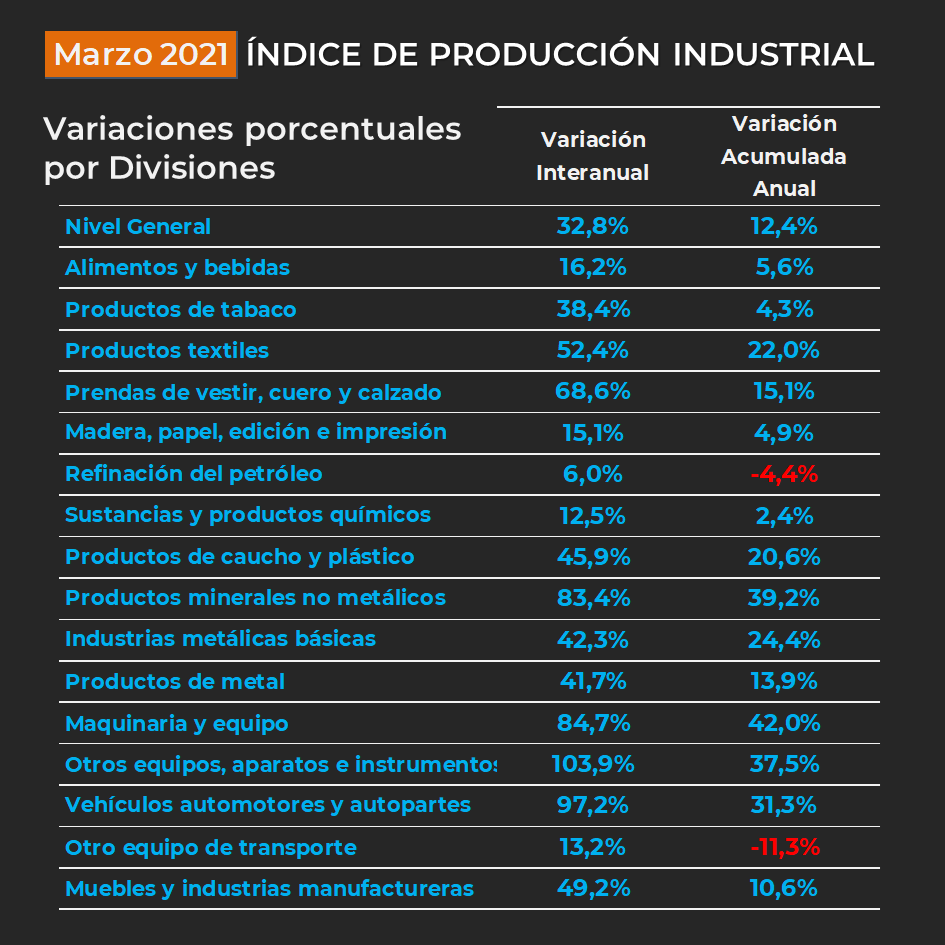 Marzo 2021 ÍNDICE DE PRODUCCIÓN INDUSTRIAL
Variaciones porcentuales
por Divisiones
Variación
Interanual
Variación
Acumulada
Anual
Nivel General 32,8% 12,4%
Alimentos y bebidas 16,2% 5,6%
Productos de tabaco 38,4% 4,3%
Productos textiles 52,4% 22,0%
Prendas de vestir, cuero y calzado 68,6% 15,1%
Madera, papel, edición e impresión 15,1% 4,9%
Refinación del petróleo 6,0% -4,4%
Sustancias y productos químicos 12,5% 2,4%
Productos de caucho y plástico 45,9% 20,6%
Productos minerales no metálicos 83,4% 39,2%
Industrias metálicas básicas 42,3% 24,4%
Productos de metal 41,7% 13,9%
Maquinaria y equipo 84,7% 42,0%
Otros equipos, aparatos e instrumentos 103,9% 37,5%
Vehículos automotores y autopartes 97,2% 31,3%
Otro equipo de transporte 13,2% -11,3%
Muebles y industrias manufactureras 49,2% 10,6%